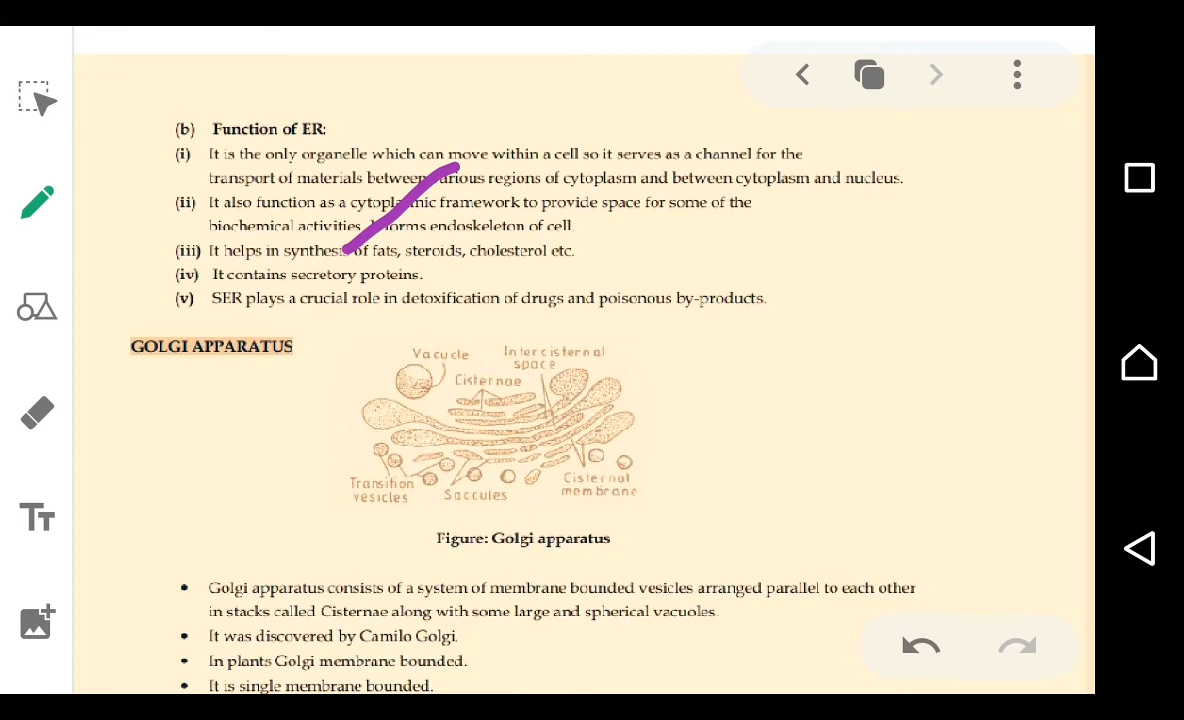 (b) Function of ER:
(i) It is the only organelle which can move within a cell so it serves as a channel for the
transport of materials between various regions of cytoplasm and between cytoplasm and nucleus.
(ii) It also function as a cytoplasmic framework to provide space for some of the
biochemical activities. It forms endoskeleton of cell.
(iii) It helps in synthesis of fats, steroids, cholesterol etc.
(iv) It contains secretory proteins.
(v) SER plays a crucial role in detoxification of drugs and poisonous by-products.
GOLGI APPARATUS
Vacucle
Intercisternal
space
Cisternae
Transition
vesicles
Saccules
Cisternal
membrane
Figure: Golgi apparatus
• Golgi apparatus consists of a system of membrane bounded vesicles arranged parallel to each other
in stacks called Cisternae along with some large and spherical vacuoles.
• It was discovered by Camilo Golgi.
• In plants Golgi membrane bounded.
• It is single membrane bounded.
TT